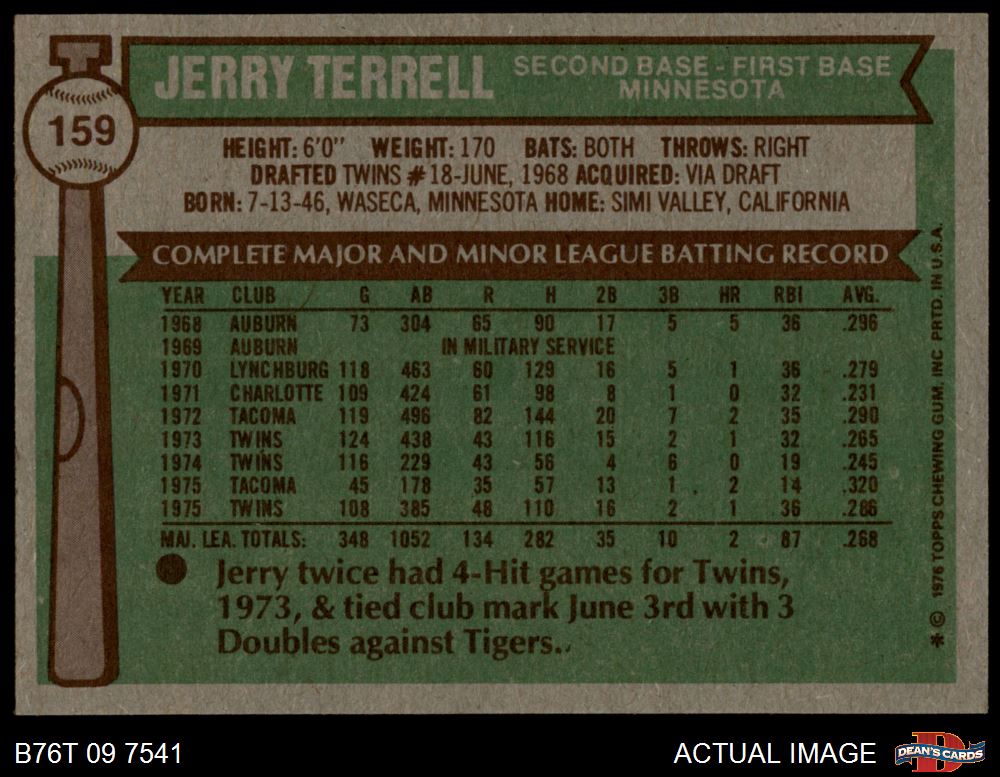 159
JERRY TERRELL
SECOND BASE - FIRST BASE
MINNESOTA
HEIGHT: 6'0" WEIGHT: 170 BATS: BOTH THROWS: RIGHT
DRAFTED TWINS #18-JUNE, 1968 ACQUIRED: VIA DRAFT
BORN: 7-13-46, WASECA, MINNESOTA HOME: SIMI VALLEY, CALIFORNIA
COMPLETE MAJOR AND MINOR LEAGUE BATTING RECORD
YEAR CLUB G AB R H 2B 3B HR RBI AVG.
1968 AUBURN 73 304 65 90 17 5 5 36 .296
1969 AUBURN IN MILITARY SERVICE
1970 LYNCHBURG 118 463 60 129 16 5 1 36 .279
1971 CHARLOTTE 109 424 61 98 8 1 0 32 .231
1972 TACOMA 119 496 82 144 20 7 2 35 .290
1973 TWINS 124 438 43 116 15 2 1 32 .265
1974 TWINS 116 229 43 56 4 6 0 19 .245
1975 TACOMA 45 178 35 57 13 1 2 14 .320
1975 TWINS 108 385 48 110 16 2 1 36 .286
MAJ. LEA. TOTALS: 348 1052 134 282 35 10 2 87 .268
Jerry twice had 4-Hit games for Twins,
1973, & tied club mark June 3rd with 3
Doubles against Tigers..
* © 1976 TOPPS CHEWING GUM, INC PRTD. IN U.S.A.
B76T 09 7541
ACTUAL IMAGE
D
DEAN'S CARDS